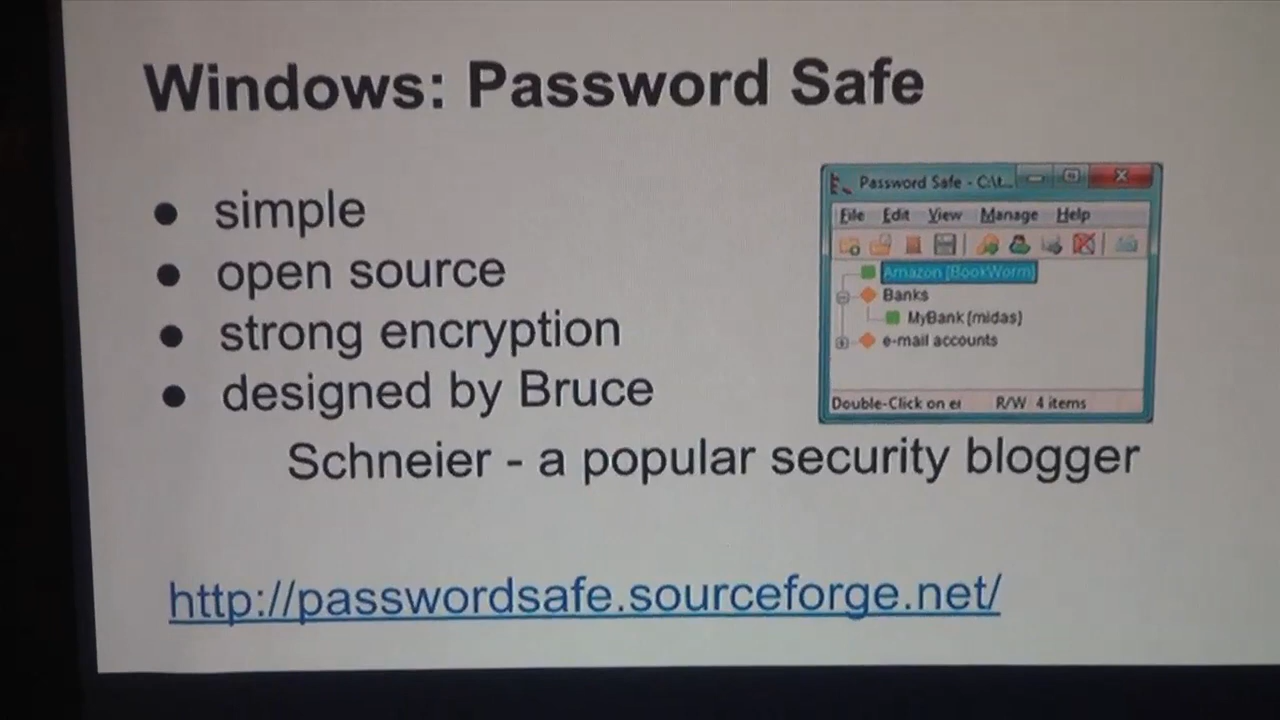 Windows: Password Safe
● simple
● open source
● strong encryption
● designed by Bruce
Schneier - a popular security blogger
Password Safe - C:\t...
File Edit View Manage Help
Amazon [BookWorm]
Banks
MyBank [midas]
e-mail accounts
Double-Click on e
R/W 4 items
http://passwordsafe.sourceforge.net/